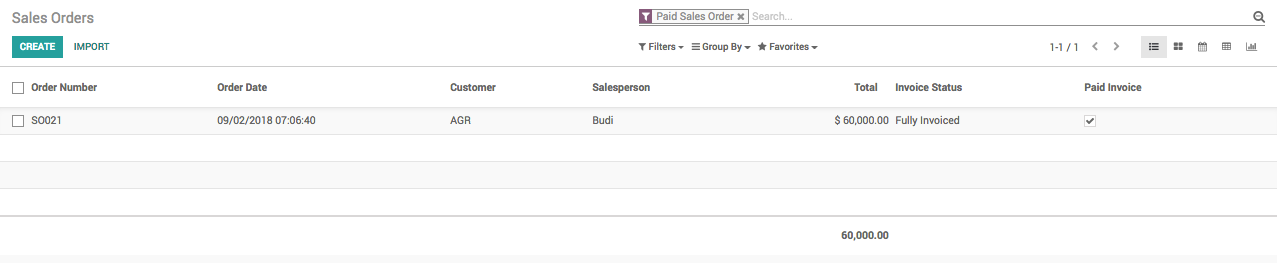 Sales Orders
Paid Sales Order ✖ Search...
CREATE IMPORT
Filters Group By Favorites 1-1 / 1
Order Number Order Date Customer Salesperson Total Invoice Status Paid Invoice
SO021 09/02/2018 07:06:40 AGR Budi $ 60,000.00 Fully Invoiced
60,000.00